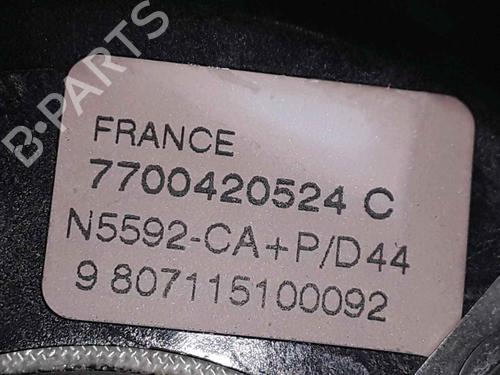 B-PARTS
FRANCE
7700420524 C
N5592-CA+P/D44
9 807115100092